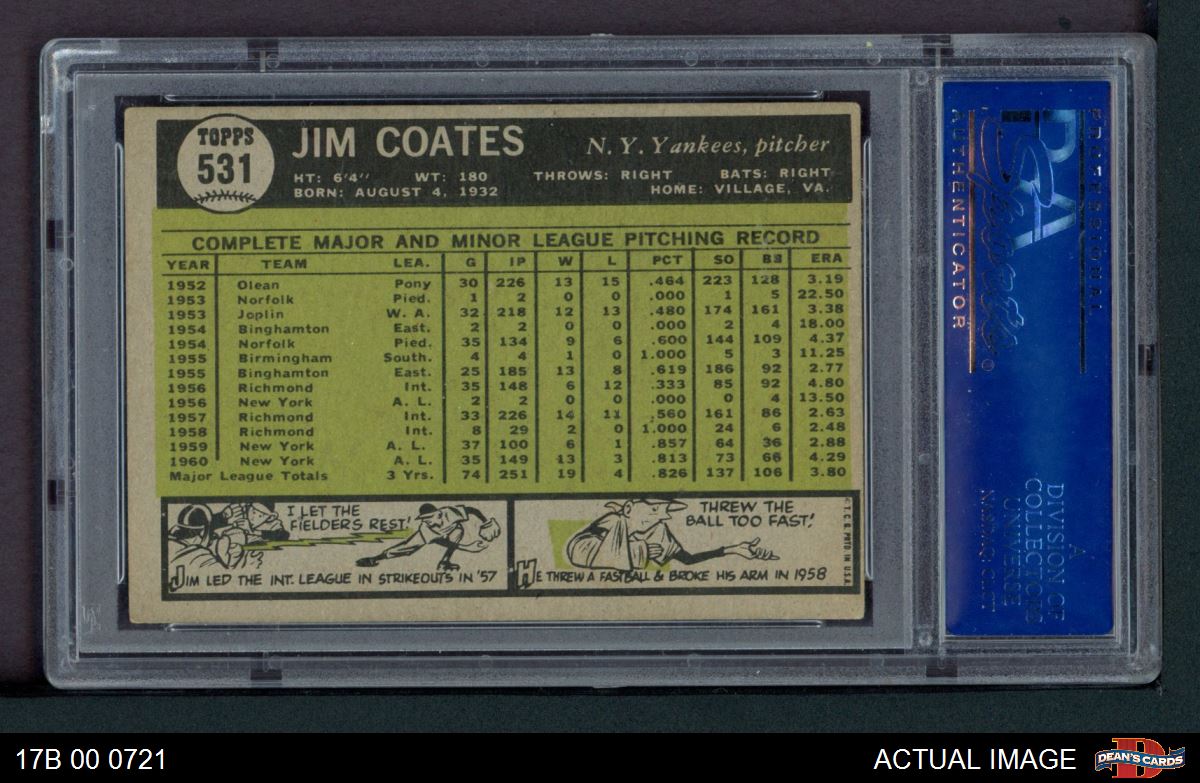 TOPPS
531
JIM COATES
N. Y. Yankees, pitcher
HT: 6'4" WT: 180 THROWS: RIGHT BATS: RIGHT
BORN: AUGUST 4, 1932 HOME: VILLAGE, VA.
COMPLETE MAJOR AND MINOR LEAGUE PITCHING RECORD
YEAR TEAM LEA. G IP W L PCT SO BB ERA
1952 Olean Pony 30 226 13 15 .464 223 128 3.19
1953 Norfolk Pied. 1 2 0 0 .000 1 5 22.50
1953 Joplin W. A. 32 218 12 13 .480 174 161 3.38
1954 Binghamton East. 2 2 0 0 .000 2 4 18.00
1954 Norfolk Pied. 35 134 9 6 .600 144 109 4.37
1955 Birmingham South. 4 4 1 0 1.000 5 3 11.25
1955 Binghamton East. 25 185 13 8 .619 186 92 2.77
1956 Richmond Int. 35 148 6 12 .333 85 92 4.80
1956 New York A. L. 2 2 0 0 .000 0 4 13.50
1957 Richmond Int. 33 226 14 11 .560 161 86 2.63
1958 Richmond Int. 8 29 2 0 1.000 24 6 2.48
1959 New York A. L. 37 100 6 1 .857 64 36 2.88
1960 New York A. L. 35 149 13 3 .813 73 66 4.29
Major League Totals 3 Yrs. 74 251 19 4 .826 137 106 3.80
I LET THE
FIELDERS REST!
JIM LED THE INT. LEAGUE IN STRIKEOUTS IN '57
THREW THE
BALL TOO FAST!
HE THREW A FASTBALL & BROKE HIS ARM IN 1958
© T.C.G. PRTD IN U.S.A.
PROFESSIONAL
PSA
Sports
AUTHENTICATOR
®
A
DIVISION OF
COLLECTORS
UNIVERSE
NASDAQ: CLCT
17B 00 0721
ACTUAL IMAGE
D
DEAN'S CARDS